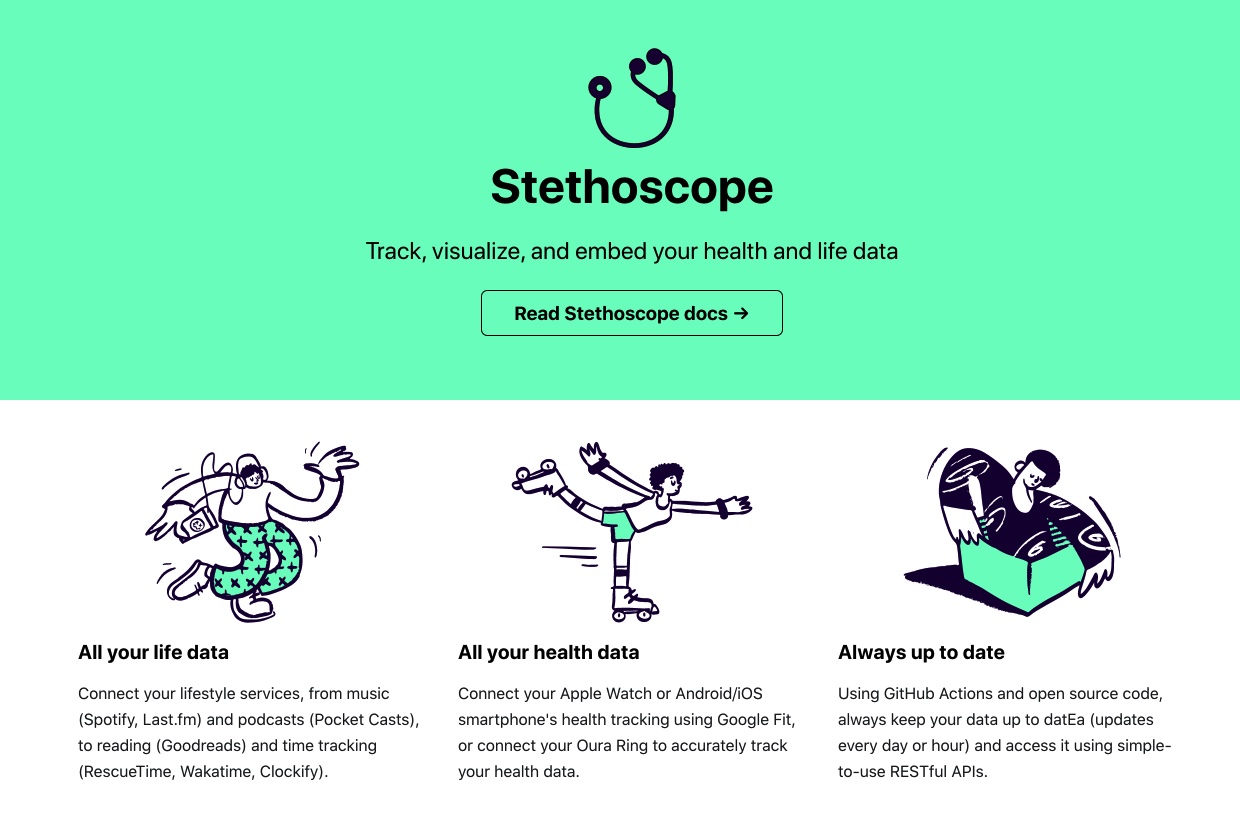 Stethoscope
Track, visualize, and embed your health and life data
Read Stethoscope docs →
All your life data
Connect your lifestyle services, from music
(Spotify, Last.fm) and podcasts (Pocket Casts),
to reading (Goodreads) and time tracking
(RescueTime, Wakatime, Clockify).
All your health data
Connect your Apple Watch or Android/iOS
smartphone's health tracking using Google Fit,
or connect your Oura Ring to accurately track
your health data.
Always up to date
Using GitHub Actions and open source code,
always keep your data up to datEa (updates
every day or hour) and access it using simple-
to-use RESTful APIs.